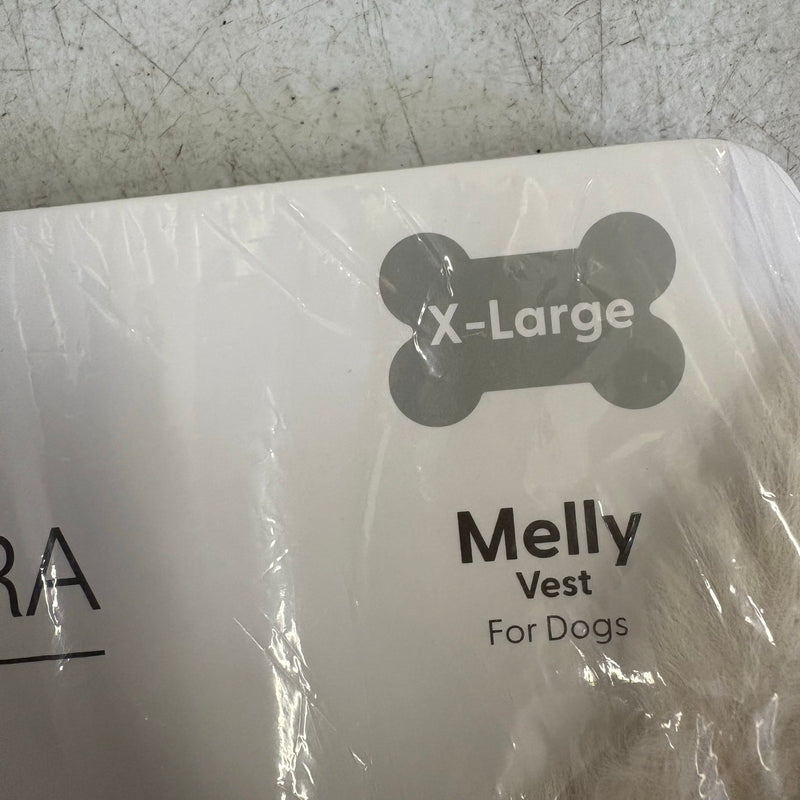 X-Large
RA
Melly
Vest
For Dogs